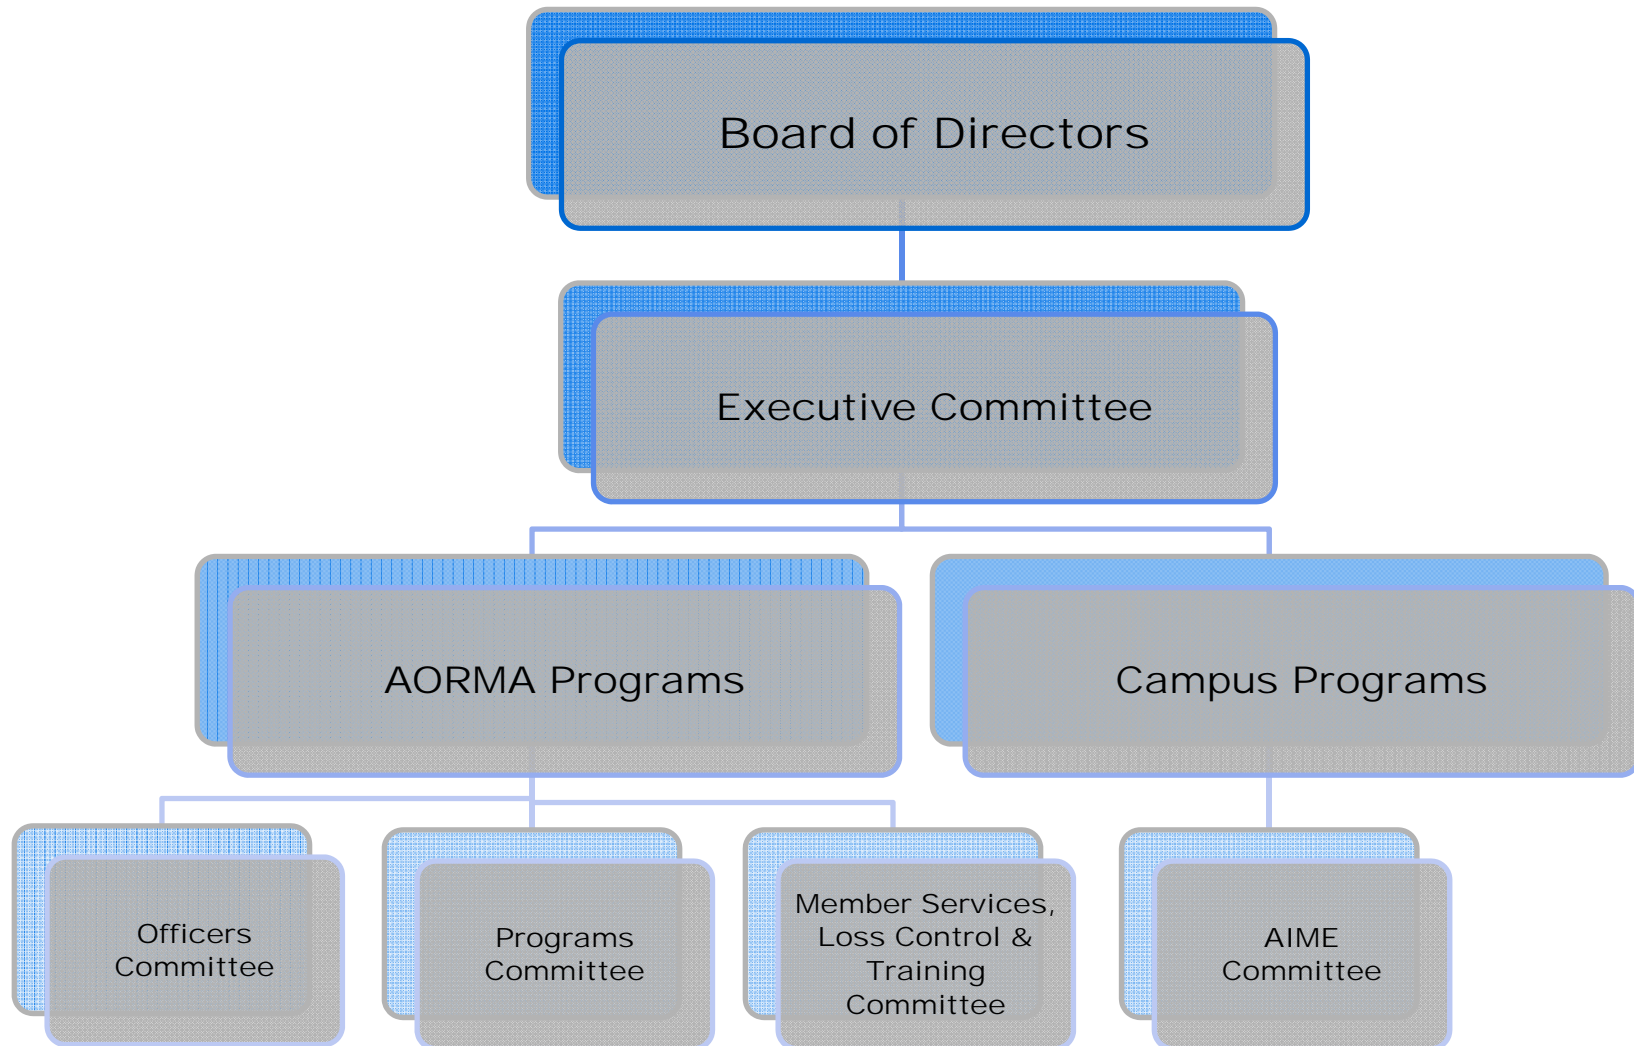 Board of Directors
Executive Committee
AORMA Programs
Campus Programs
Officers
Committee
Programs
Committee
Member Services,
Loss Control &
Training
Committee
AIME
Committee